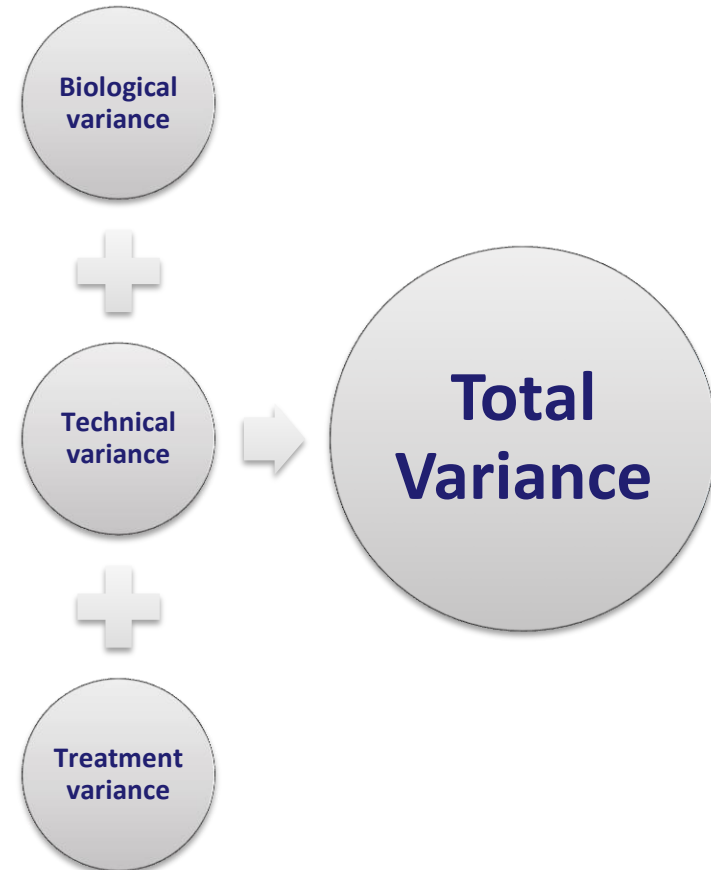 Biological
variance
Technical
variance
Treatment
variance
Total
Variance